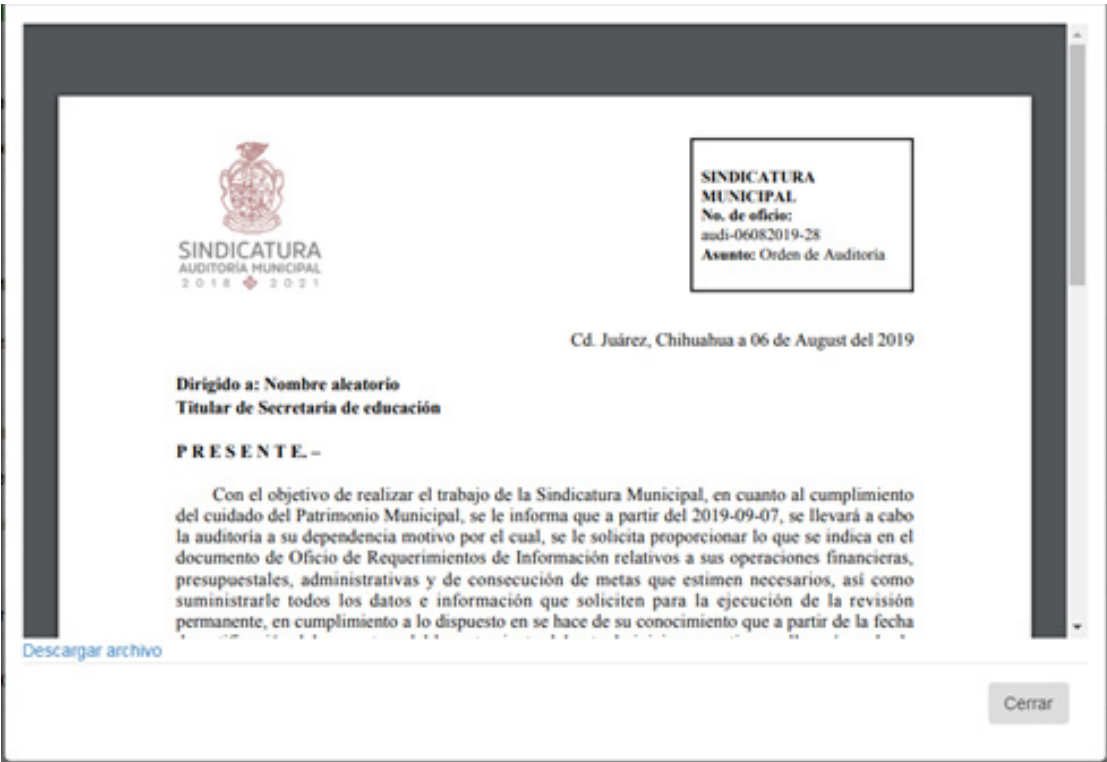 SINDICATURA
AUDITORÍA MUNICIPAL
2018 2021
SINDICATURA
MUNICIPAL
No. de oficio:
audi-06082019-28
Asunto: Orden de Auditoria
Cd. Juárez, Chihuahua a 06 de August del 2019
Dirigido a: Nombre aleatorio
Titular de Secretaría de educación
P R E S E N T E. –
Con el objetivo de realizar el trabajo de la Sindicatura Municipal, en cuanto al cumplimiento
del cuidado del Patrimonio Municipal, se le informa que a partir del 2019-09-07, se llevará a cabo
la auditoría a su dependencia motivo por el cual, se le solicita proporcionar lo que se indica en el
documento de Oficio de Requerimientos de Información relativos a sus operaciones financieras,
presupuestales, administrativas y de consecución de metas que estimen necesarios, así como
suministrarle todos los datos e información que soliciten para la ejecución de la revisión
permanente, en cumplimiento a lo dispuesto en se hace de su conocimiento que a partir de la fecha
Descargar archivo
Cerrar